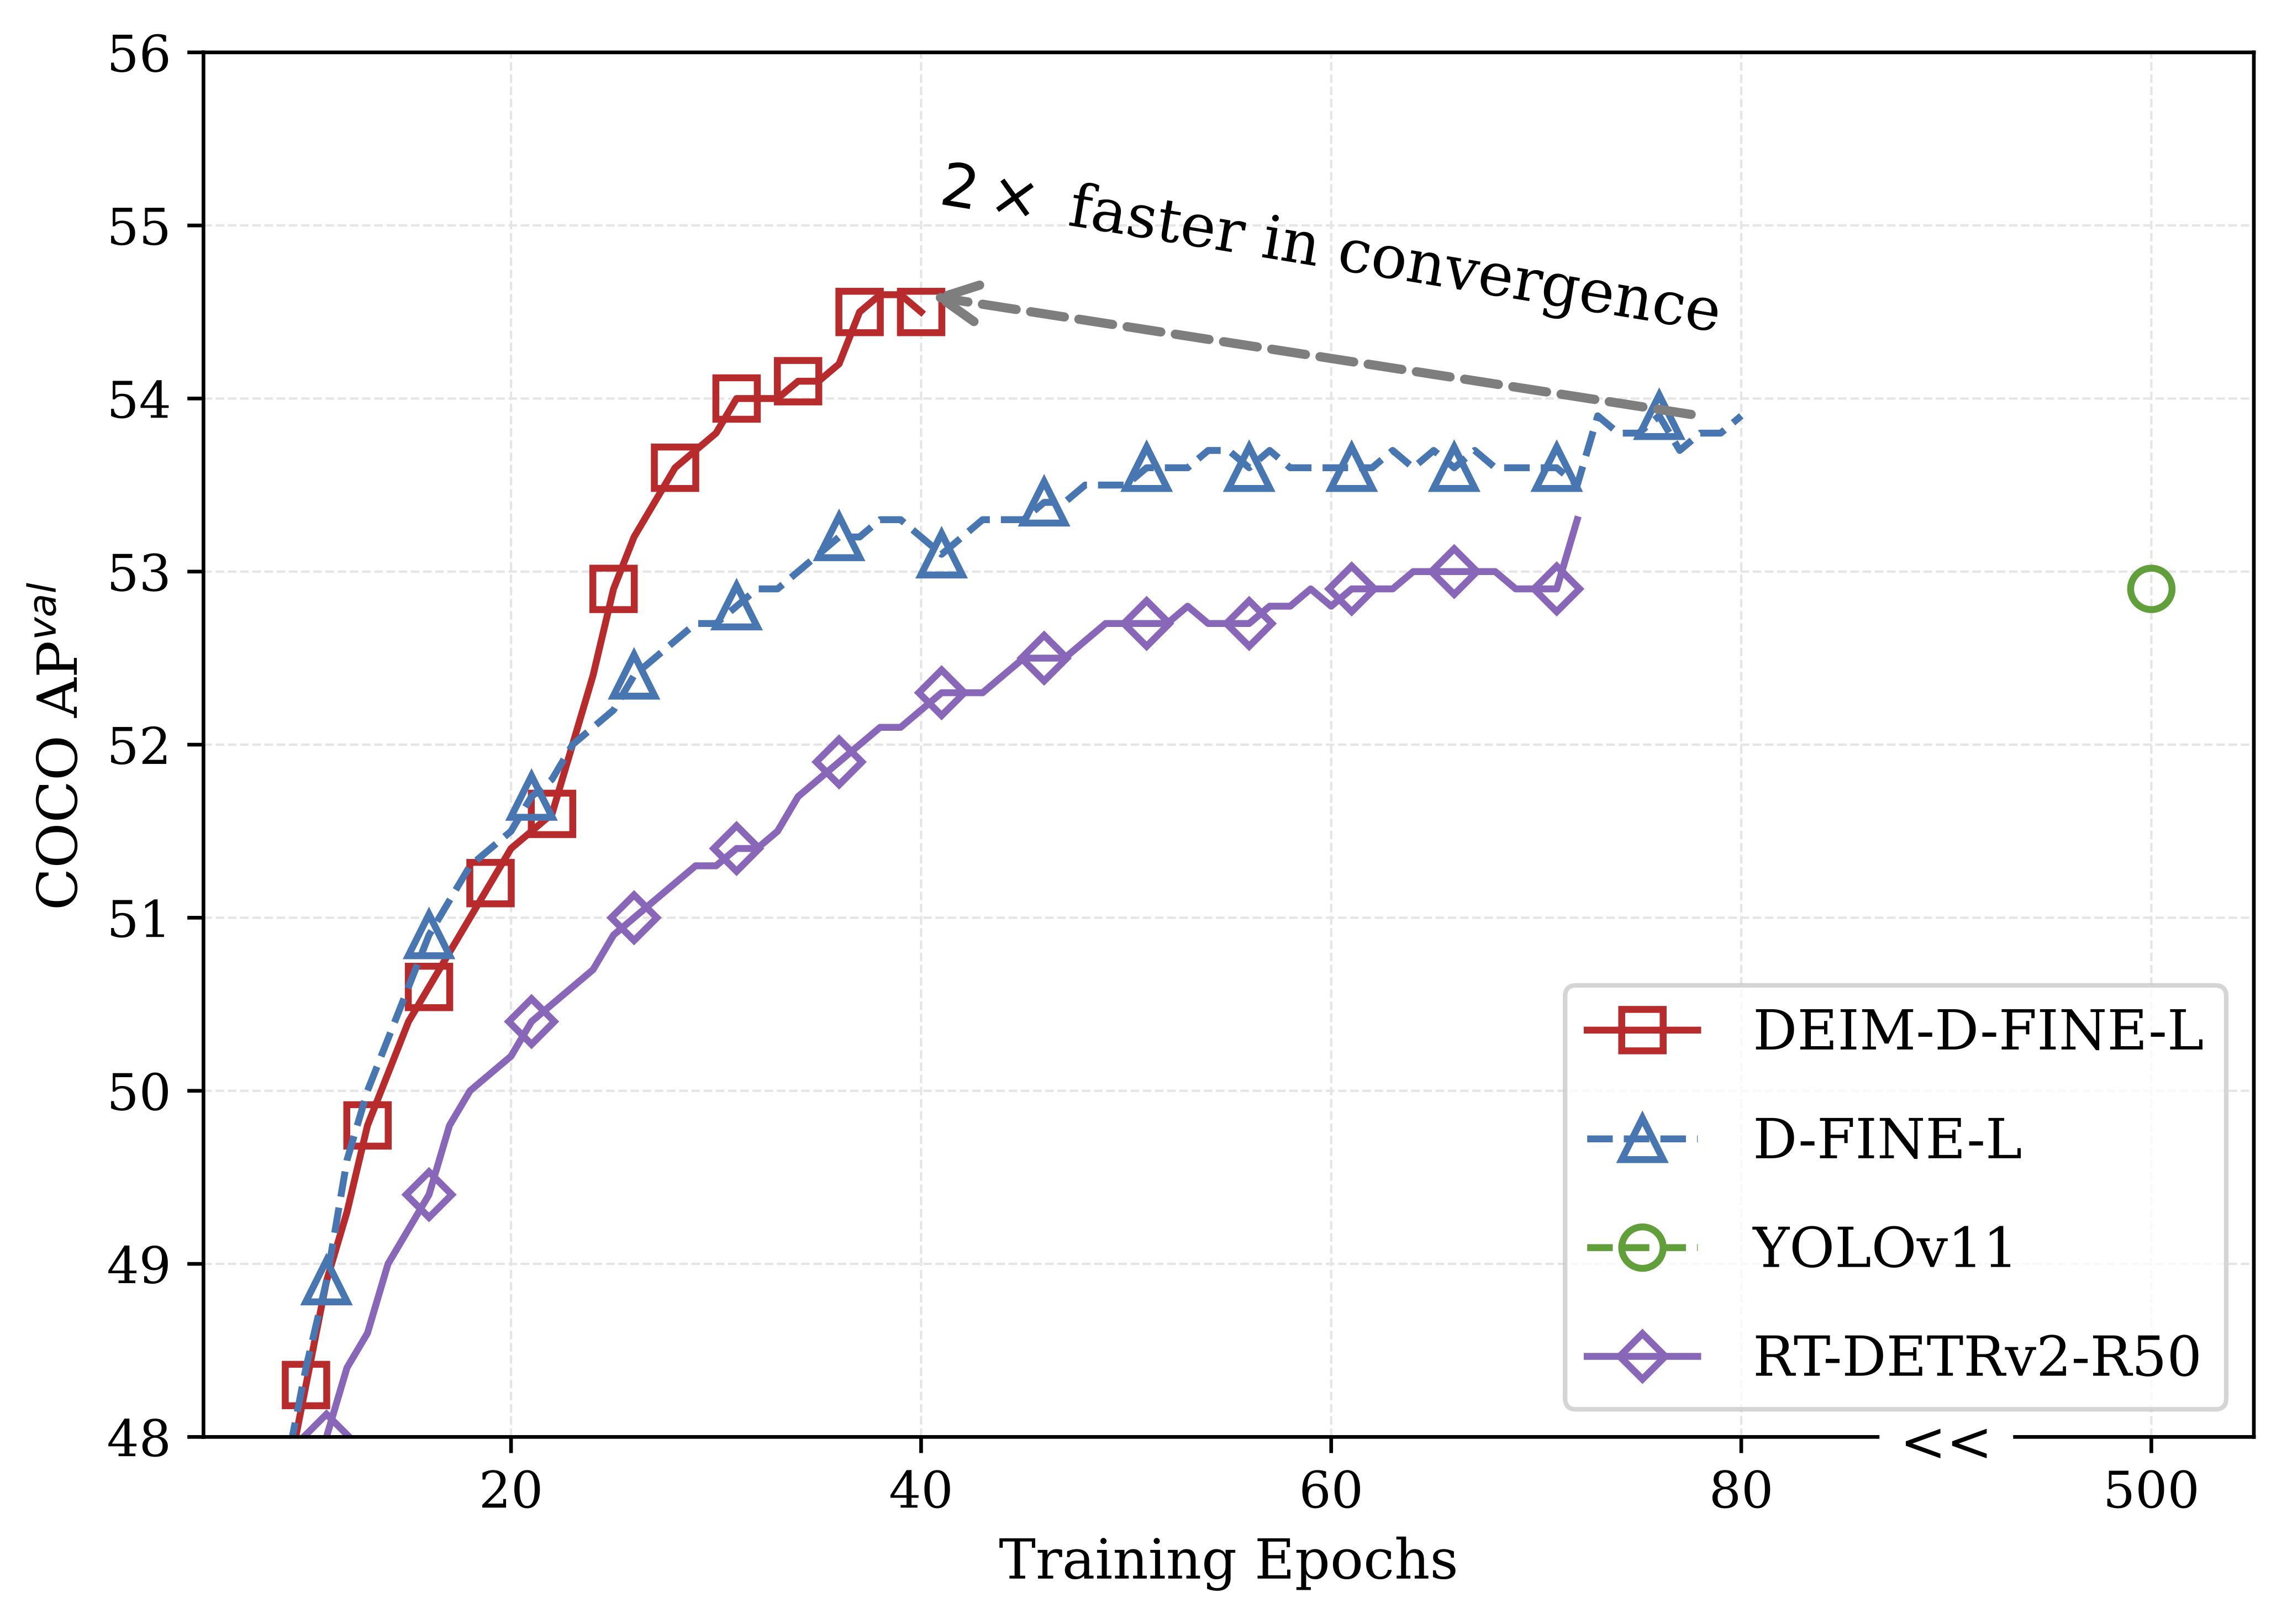 56
55
54
53
52
51
50
49
48
COCO AP^val
2× faster in convergence
DEIM-D-FINE-L
D-FINE-L
YOLOv11
RT-DETRv2-R50
20 40 60 80 << 500
Training Epochs